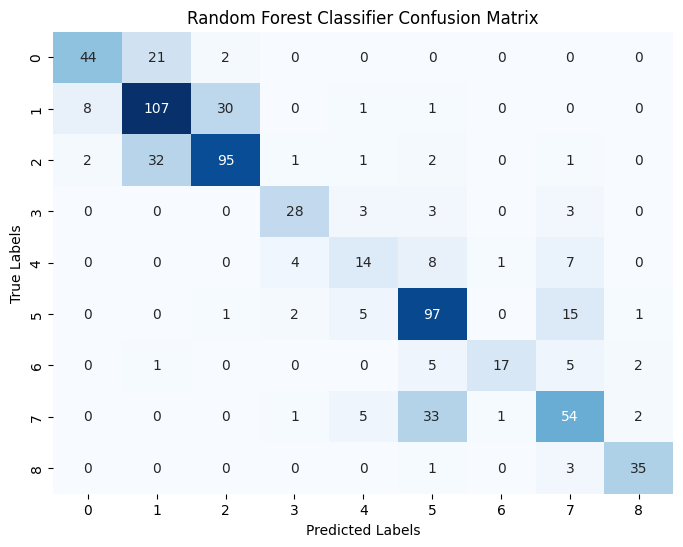 Random Forest Classifier Confusion Matrix
True Labels
0 44 21 2 0 0 0 0 0 0
1 8 107 30 0 1 1 0 0 0
2 2 32 95 1 1 2 0 1 0
3 0 0 0 28 3 3 0 3 0
4 0 0 0 4 14 8 1 7 0
5 0 0 1 2 5 97 0 15 1
6 0 1 0 0 0 5 17 5 2
7 0 0 0 1 5 33 1 54 2
8 0 0 0 0 0 1 0 3 35
0 1 2 3 4 5 6 7 8
Predicted Labels